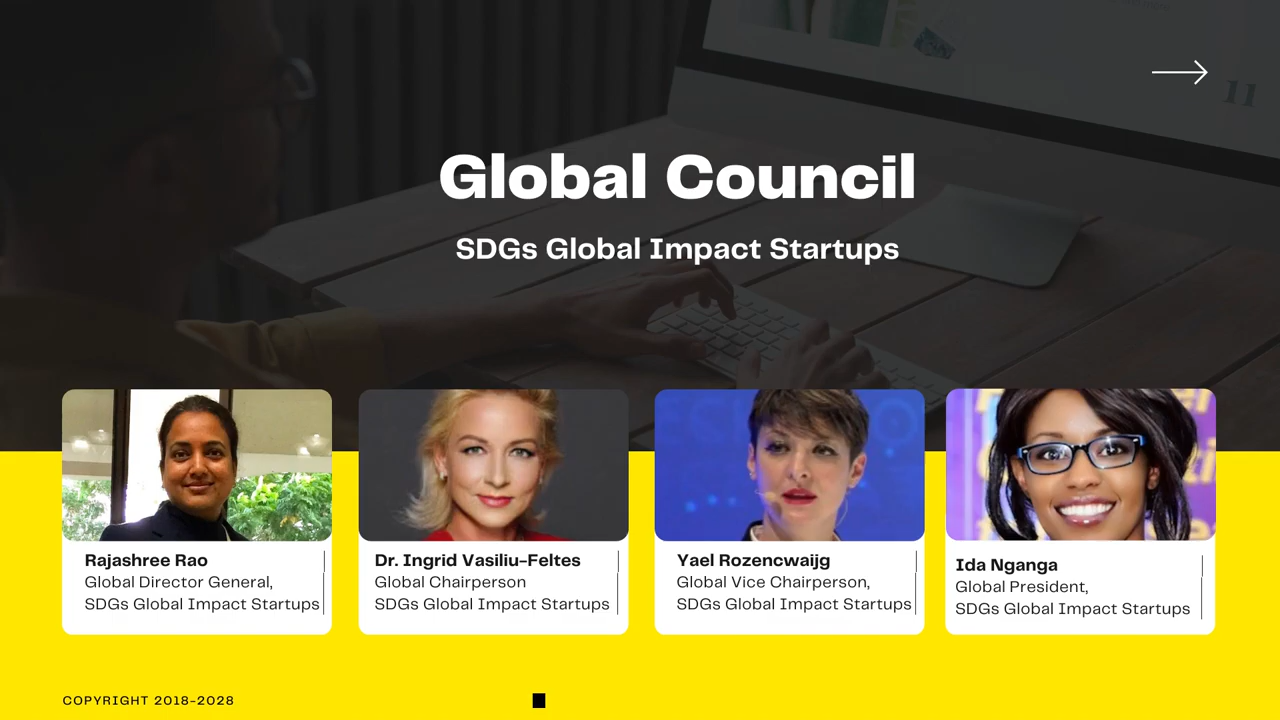 Global Council
SDGs Global Impact Startups
11
Rajashree Rao
Global Director General,
SDGs Global Impact Startups
Dr. Ingrid Vasiliu-Feltes
Global Chairperson
SDGs Global Impact Startups
Yael Rozencwaijg
Global Vice Chairperson,
SDGs Global Impact Startups
Ida Nganga
Global President,
SDGs Global Impact Startups
COPYRIGHT 2018-2028